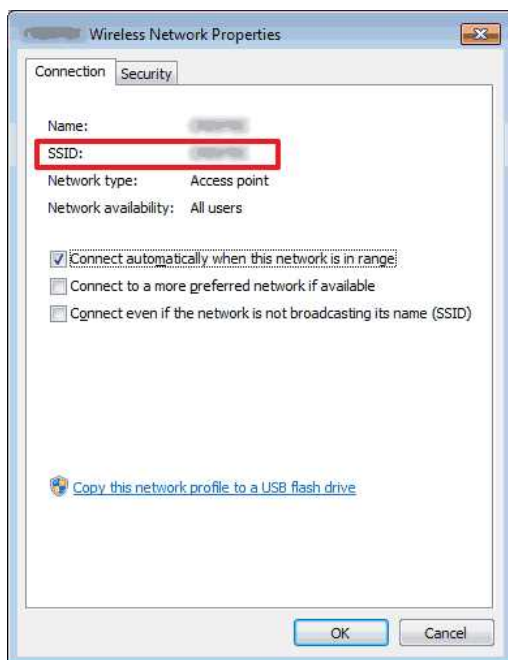 Wireless Network Properties
Connection Security
Name:
SSID:
Network type: Access point
Network availability: All users
Connect automatically when this network is in range
Connect to a more preferred network if available
Connect even if the network is not broadcasting its name (SSID)
Copy this network profile to a USB flash drive
OK Cancel